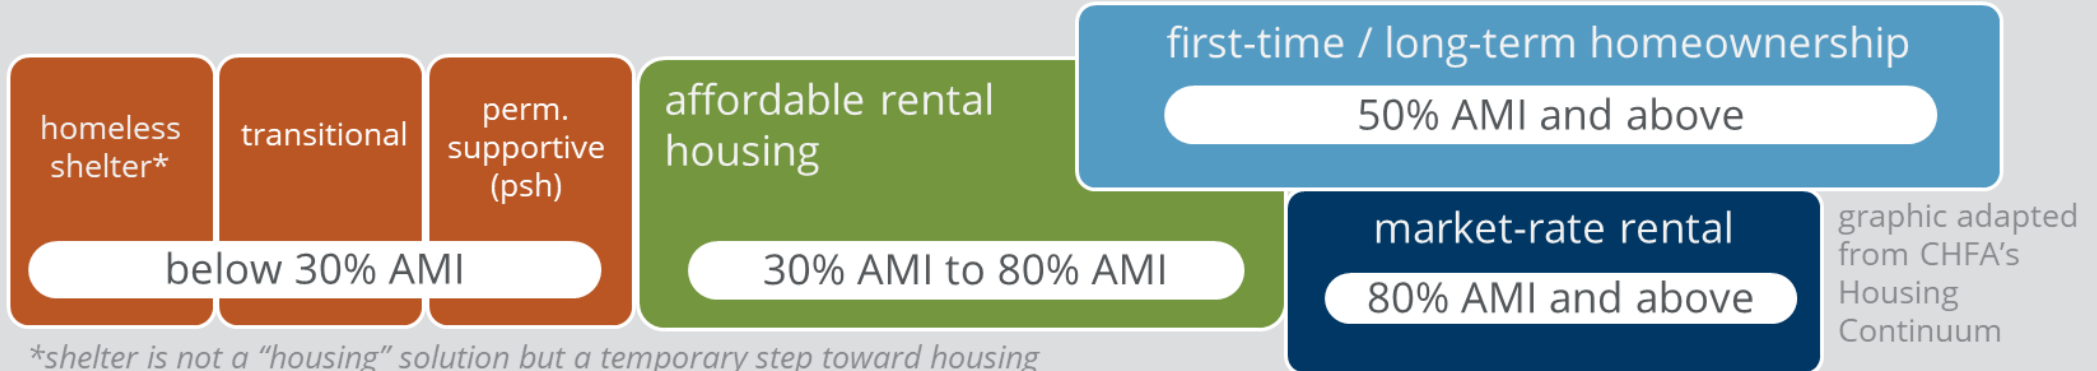 homeless
shelter*
transitional
perm.
supportive
(psh)
below 30% AMI
affordable rental
housing
30% AMI to 80% AMI
first-time / long-term homeownership
50% AMI and above
market-rate rental
80% AMI and above
graphic adapted
from CHFA’s
Housing
Continuum
*shelter is not a “housing” solution but a temporary step toward housing